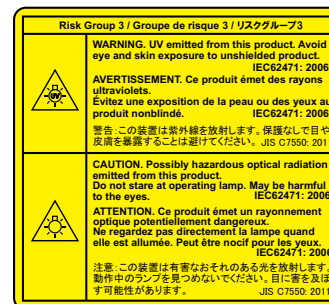 Risk Group 3 / Groupe de risque 3 / リスクグループ3
WARNING. UV emitted from this product. Avoid
eye and skin exposure to unshielded product.
IEC62471: 2006
AVERTISSEMENT. Ce produit émet des rayons
ultraviolets.
Évitez une exposition de la peau ou des yeux au
produit nonblindé. IEC62471: 2006
UV
警告：この装置は紫外線を放射します。保護なしで目や
皮膚を暴露することは避けてください。 JIS C7550: 2011
CAUTION. Possibly hazardous optical radiation
emitted from this product.
Do not stare at operating lamp. May be harmful
to the eyes. IEC62471: 2006
ATTENTION. Ce produit émet un rayonnement
optique potentiellement dangereux.
Ne regardez pas directement la lampe quand
elle est allumée. Peut être nocif pour les yeux.
IEC62471: 2006
注意：この装置は有害なおそれのある光を放射します。
動作中のランプを見つめないでください。目に害を及ぼ
す可能性があります。 JIS C7550: 2011